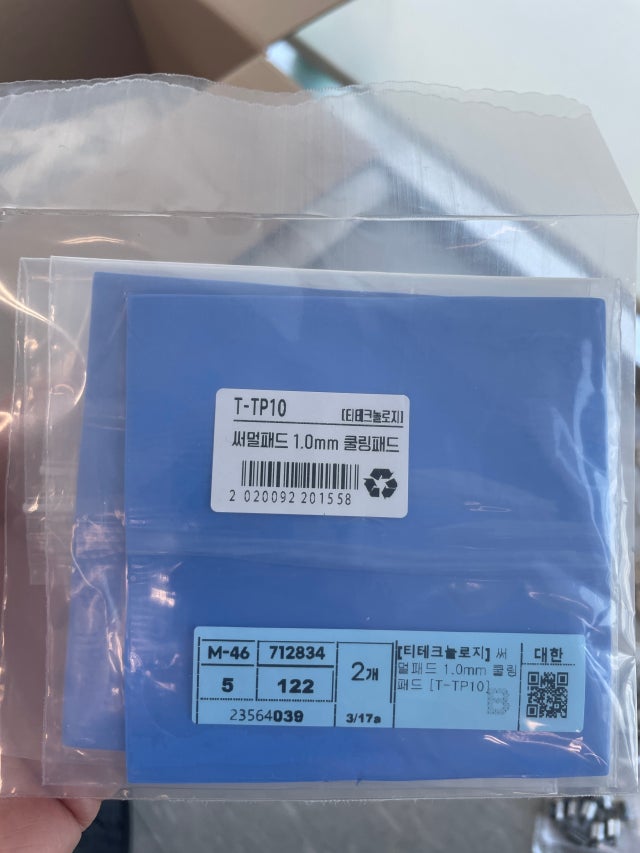 T-TP10 [티테크놀로지]
써멀패드 1.0mm 쿨링패드
2 020092 201558
M-46 712834
5 122
23564039
2개
3/17a
[티테크놀로지] 써
멀패드 1.0mm 쿨링
패드 [T-TP10]
B
대한